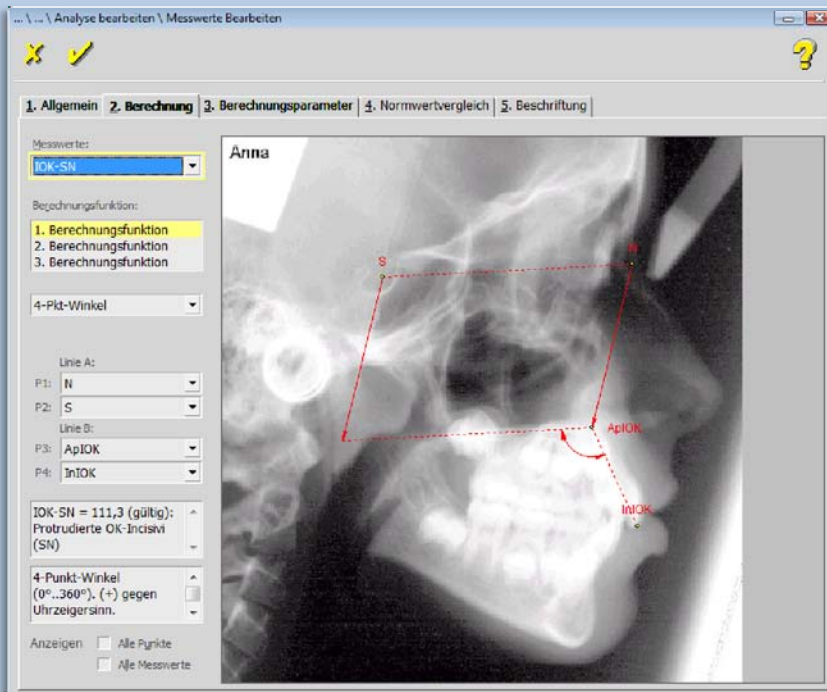 ... \ ... \ Analyse bearbeiten \ Messwerte Bearbeiten
1. Allgemein 2. Berechnung 3. Berechnungsparameter 4. Normwertvergleich 5. Beschriftung
Messwerte:
IOK-SN
Berechnungsfunktion:
1. Berechnungsfunktion
2. Berechnungsfunktion
3. Berechnungsfunktion
4-Pkt-Winkel
Linie A:
P1: N
P2: S
Linie B:
P3: ApIOK
P4: InIOK
IOK-SN = 111,3 (gültig):
Protrudierte OK-Incisivi
(SN)
4-Punkt-Winkel
(0°..360°). (+) gegen
Uhrzeigersinn.
Anzeigen Alle Punkte
Alle Messwerte
Anna
S
N
ApIOK
InIOK